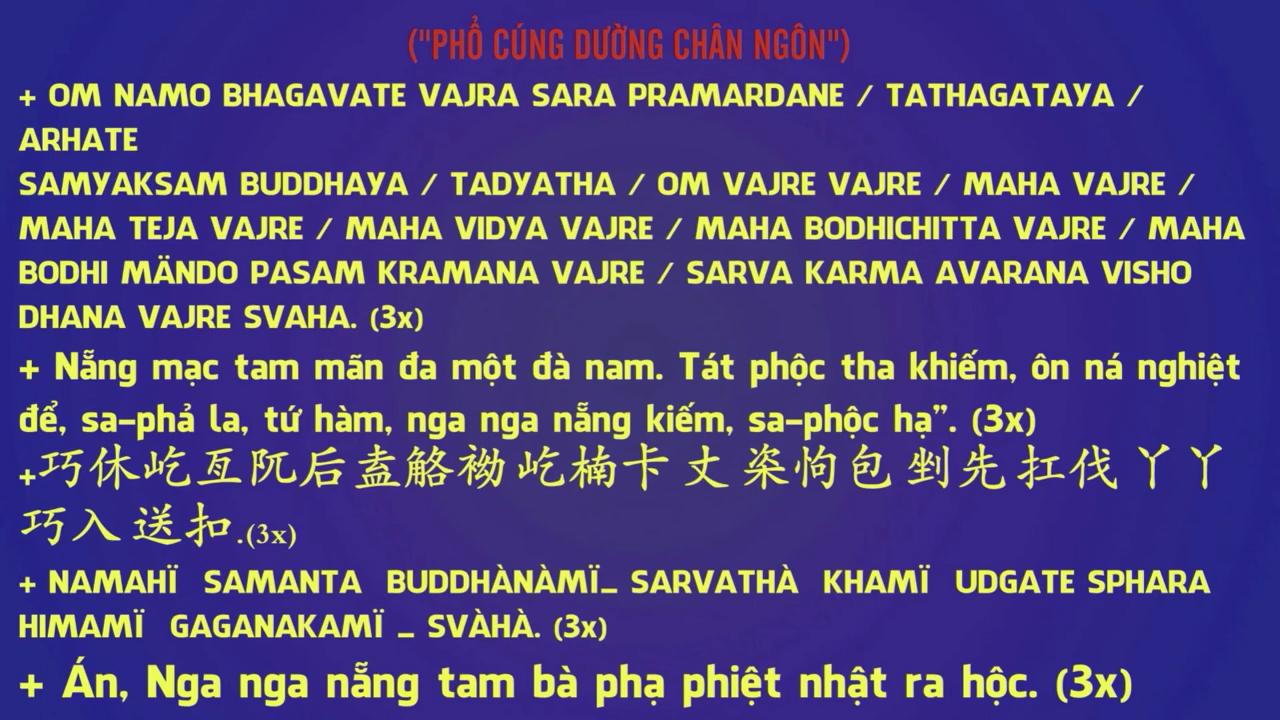 ("PHỔ CÚNG DƯỜNG CHÂN NGÔN")
+ OM NAMO BHAGAVATE VAJRA SARA PRAMARDANE / TATHAGATAYA /
ARHATE
SAMYAKSAM BUDDHAYA / TADYATHA / OM VAJRE VAJRE / MAHA VAJRE /
MAHA TEJA VAJRE / MAHA VIDYA VAJRE / MAHA BODHICHITTA VAJRE / MAHA
BODHI MÄNDO PASAM KRAMANA VAJRE / SARVA KARMA AVARANA VISHO
DHANA VAJRE SVAHA. (3x)
+ Nẵng mạc tam mãn đa một đà nam. Tát phộc tha khiếm, ôn ná nghiệt
để, sa-phả la, tứ hàm, nga nga nẵng kiếm, sa-phộc hạ”. (3x)
+巧休屹亙阢后盍觡袎 屹楠卡 丈 粢怐包 剉先 扛伐 丫丫
巧入 送扣.(3x)
+ NAMAHÏ SAMANTA BUDDHÀNÀMÏ_ SARVATHÀ KHAMÏ UDGATE SPHARA
HIMAMÏ GAGANAKAMÏ _ SVÀHÀ. (3x)
+ Án, Nga nga nẵng tam bà phạ phiệt nhật ra hộc. (3x)